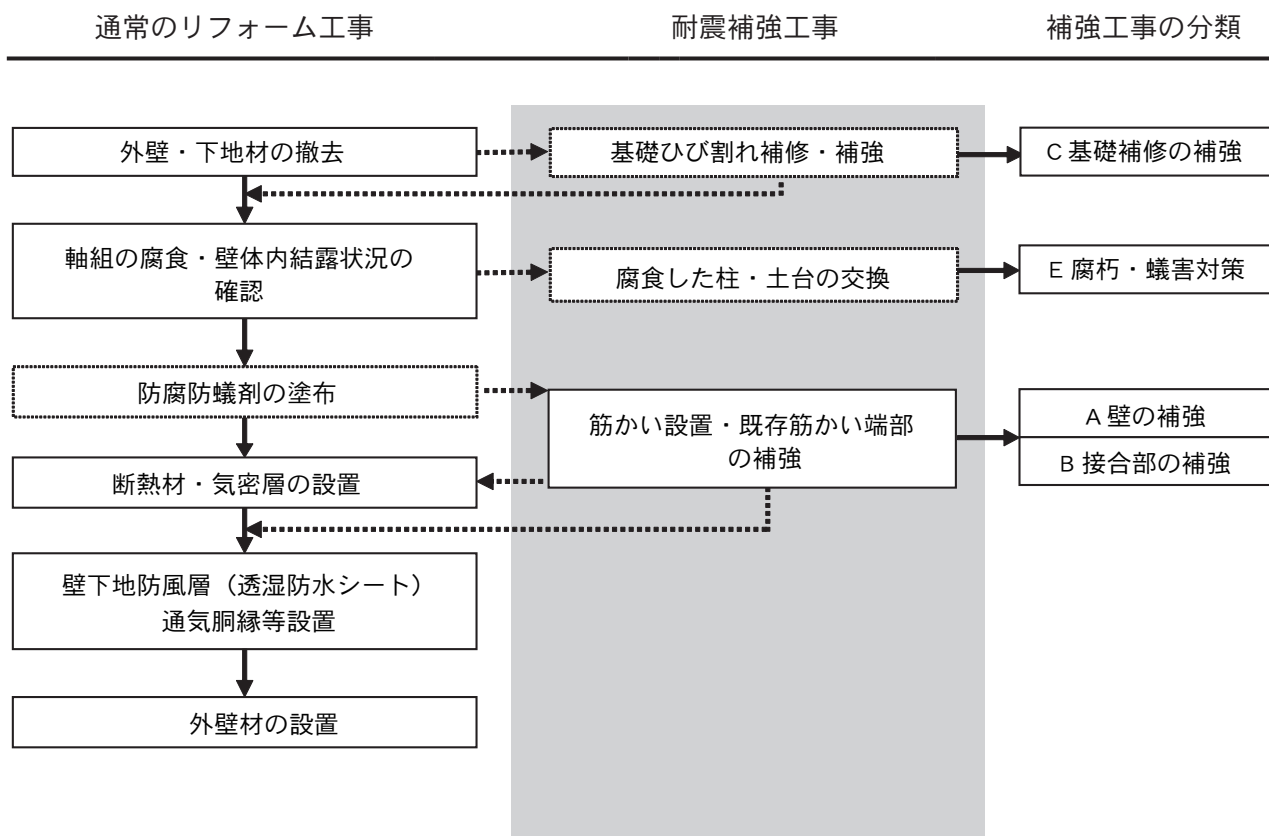 通常のリフォーム工事
耐震補強工事
補強工事の分類
外壁・下地材の撤去
基礎ひび割れ補修・補強
C 基礎補修の補強
軸組の腐食・壁体内結露状況の
確認
腐食した柱・土台の交換
E 腐朽・蟻害対策
防腐防蟻剤の塗布
筋かい設置・既存筋かい端部
の補強
A 壁の補強
B 接合部の補強
断熱材・気密層の設置
壁下地防風層（透湿防水シート）
通気胴縁等設置
外壁材の設置